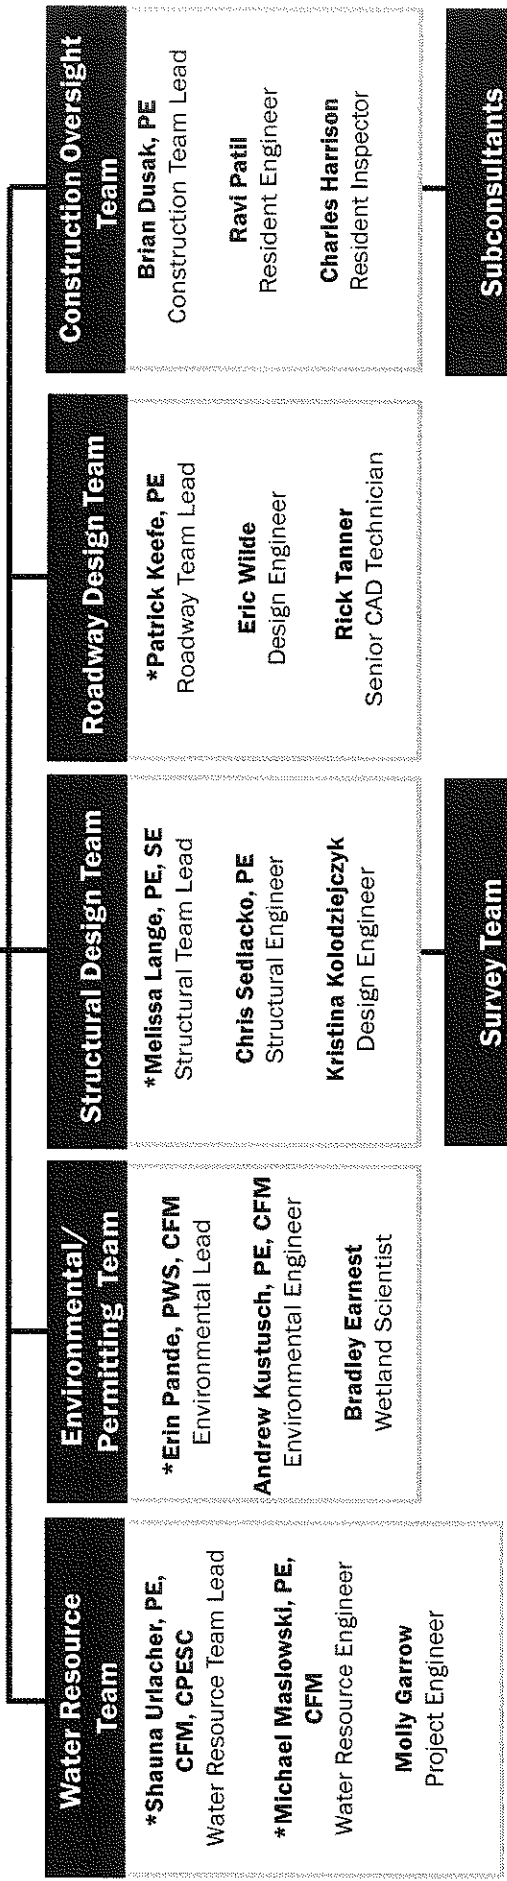 Water Resource
Team
*Shauna Urlacher, PE,
CFM, CPESC
Water Resource Team Lead
*Michael Maslowski, PE,
CFM
Water Resource Engineer
Molly Garrow
Project Engineer
Environmental/
Permitting Team
*Erin Pande, PWS, CFM
Environmental Lead
Andrew Kustusch, PE, CFM
Environmental Engineer
Bradley Earnest
Wetland Scientist
Structural Design Team
*Melissa Lange, PE, SE
Structural Team Lead
Chris Sedlacko, PE
Structural Engineer
Kristina Kolodziejczyk
Design Engineer
Survey Team
Roadway Design Team
*Patrick Keefe, PE
Roadway Team Lead
Eric Wilde
Design Engineer
Rick Tanner
Senior CAD Technician
Construction Oversight
Team
Brian Dusak, PE
Construction Team Lead
Ravi Patil
Resident Engineer
Charles Harrison
Resident Inspector
Subconsultants